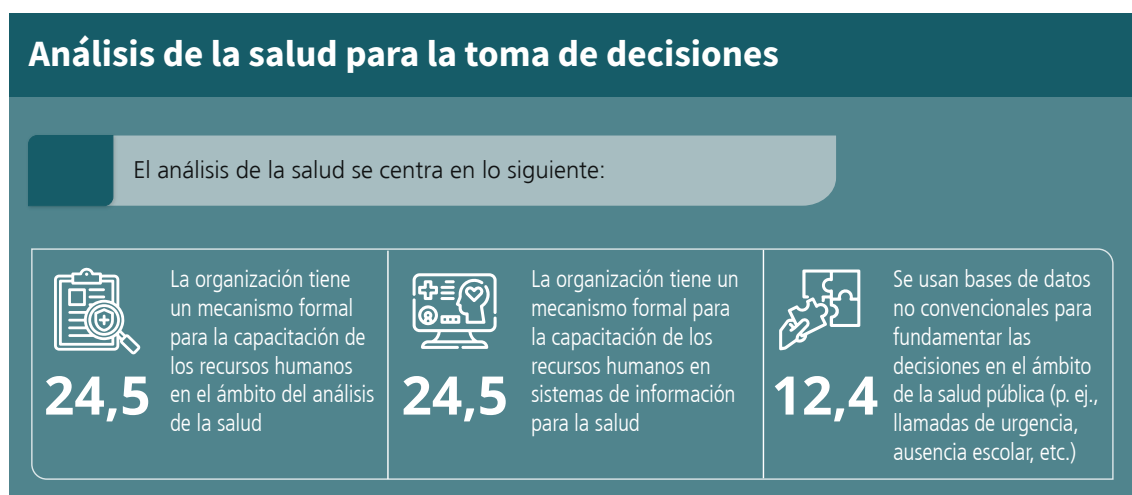 Análisis de la salud para la toma de decisiones
El análisis de la salud se centra en lo siguiente:
24,5
La organización tiene
un mecanismo formal
para la capacitación de
los recursos humanos
en el ámbito del análisis
de la salud
24,5
La organización tiene un
mecanismo formal para
la capacitación de los
recursos humanos en
sistemas de información
para la salud
12,4
Se usan bases de datos
no convencionales para
fundamentar las
decisiones en el ámbito
de la salud pública (p. ej.,
llamadas de urgencia,
ausencia escolar, etc.)